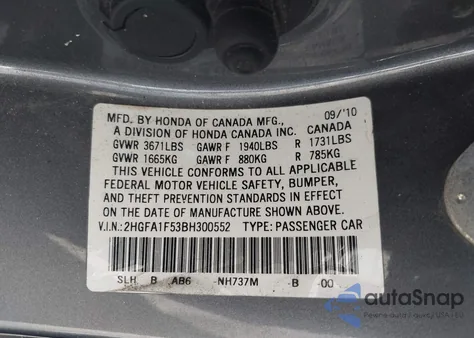 MFD. BY HONDA OF CANADA MFG., 09/'10
A DIVISION OF HONDA CANADA INC. CANADA
GVWR 3671LBS GAWR F 1940LBS R 1731LBS
GVWR 1665KG GAWR F 880KG R 785KG
THIS VEHICLE CONFORMS TO ALL APPLICABLE
FEDERAL MOTOR VEHICLE SAFETY, BUMPER,
AND THEFT PREVENTION STANDARDS IN EFFECT
ON THE DATE OF MANUFACTURE SHOWN ABOVE.
V.I.N.: 2HGFA1F53BH300552 TYPE: PASSENGER CAR
SLH B AB6 -NH737M -B -00
autoSnap